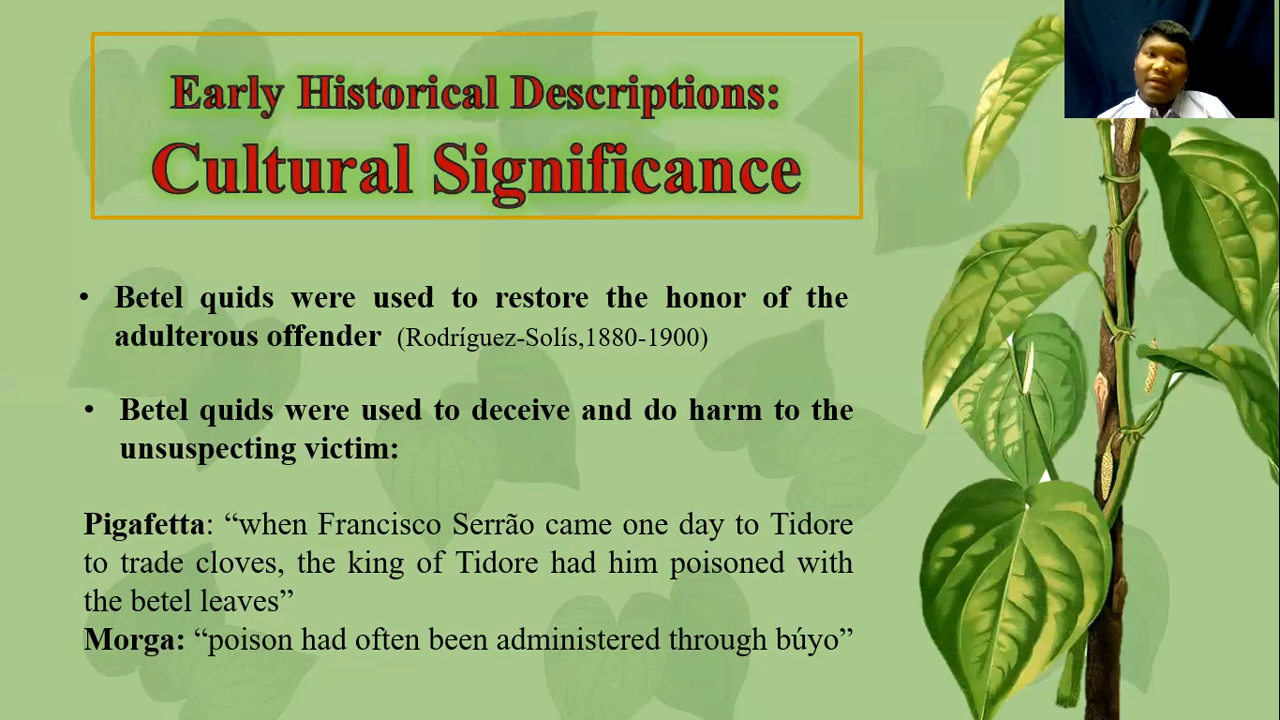 Early Historical Descriptions:
Cultural Significance
• Betel quids were used to restore the honor of the
adulterous offender (Rodríguez-Solís,1880-1900)
• Betel quids were used to deceive and do harm to the
unsuspecting victim:
Pigafetta: “when Francisco Serrão came one day to Tidore
to trade cloves, the king of Tidore had him poisoned with
the betel leaves”
Morga: “poison had often been administered through búyo”